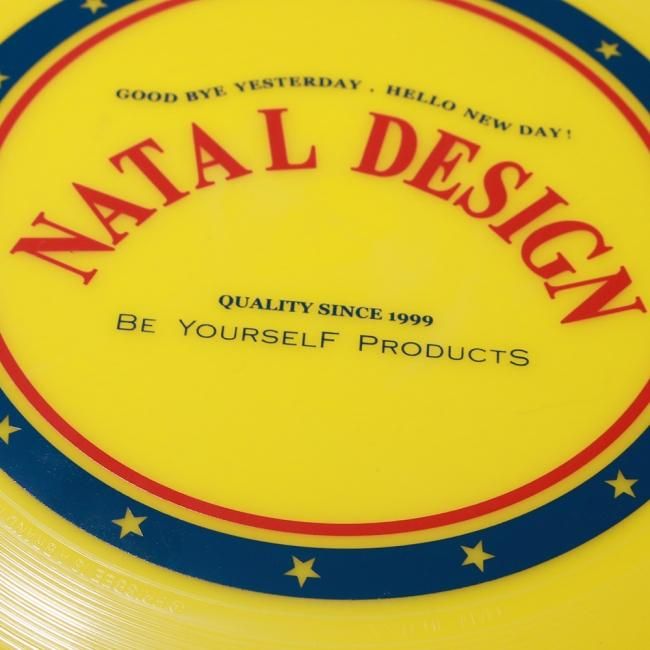 GOOD BYE YESTERDAY . HELLO NEW DAY!
NATAL DESIGN
QUALITY SINCE 1999
BE YOURSELF PRODUCTS